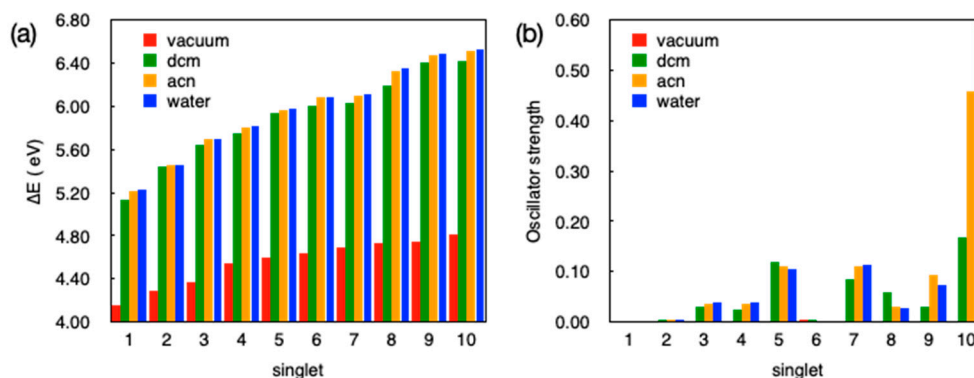 (a)
ΔE ( eV)
6.80
6.40
6.00
5.60
5.20
4.80
4.40
4.00
vacuum
dcm
acn
water
1 2 3 4 5 6 7 8 9 10
singlet
(b)
Oscillator strength
0.60
0.50
0.40
0.30
0.20
0.10
0.00
vacuum
dcm
acn
water
1 2 3 4 5 6 7 8 9 10
singlet